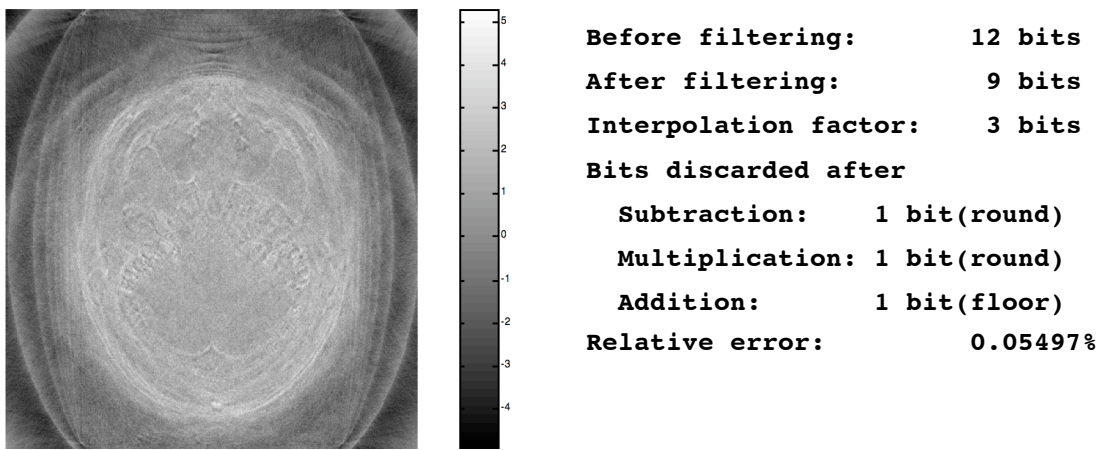 5
4
3
2
1
0
-1
-2
-3
-4
Before filtering: 12 bits
After filtering: 9 bits
Interpolation factor: 3 bits
Bits discarded after
Subtraction: 1 bit(round)
Multiplication: 1 bit(round)
Addition: 1 bit(floor)
Relative error: 0.05497%